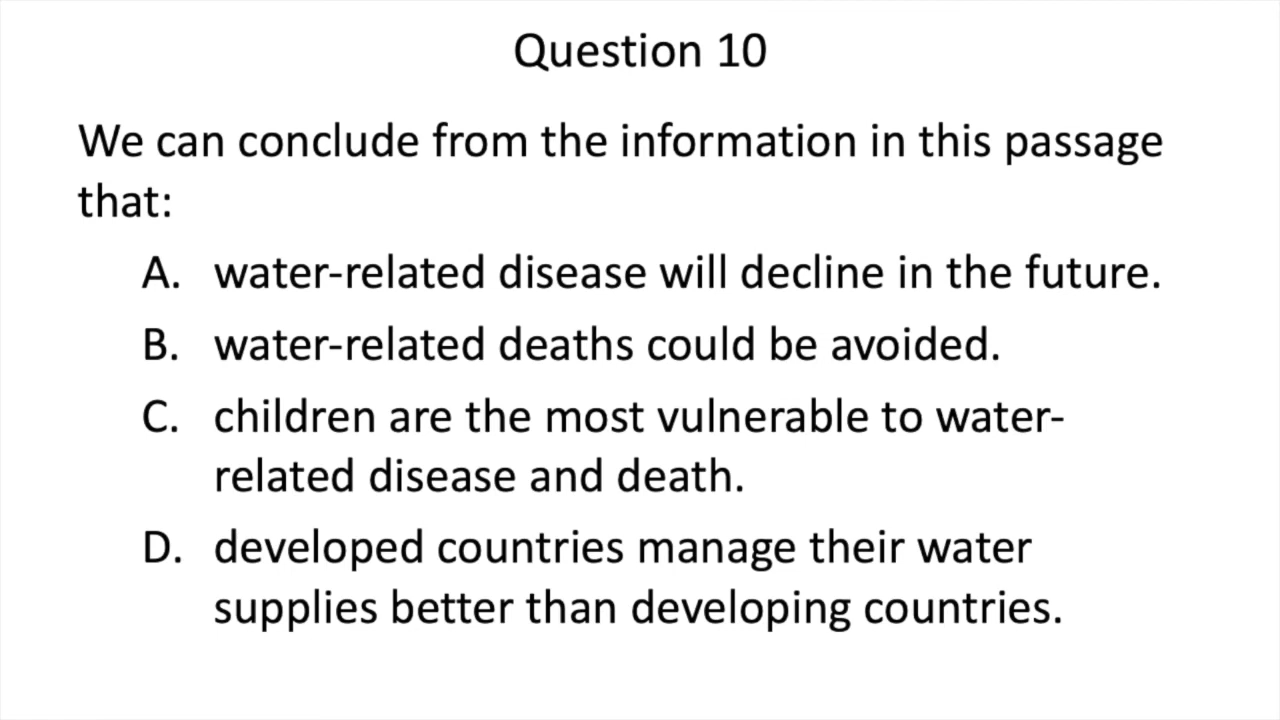 Question 10
We can conclude from the information in this passage
that:
A. water-related disease will decline in the future.
B. water-related deaths could be avoided.
C. children are the most vulnerable to water-
related disease and death.
D. developed countries manage their water
supplies better than developing countries.